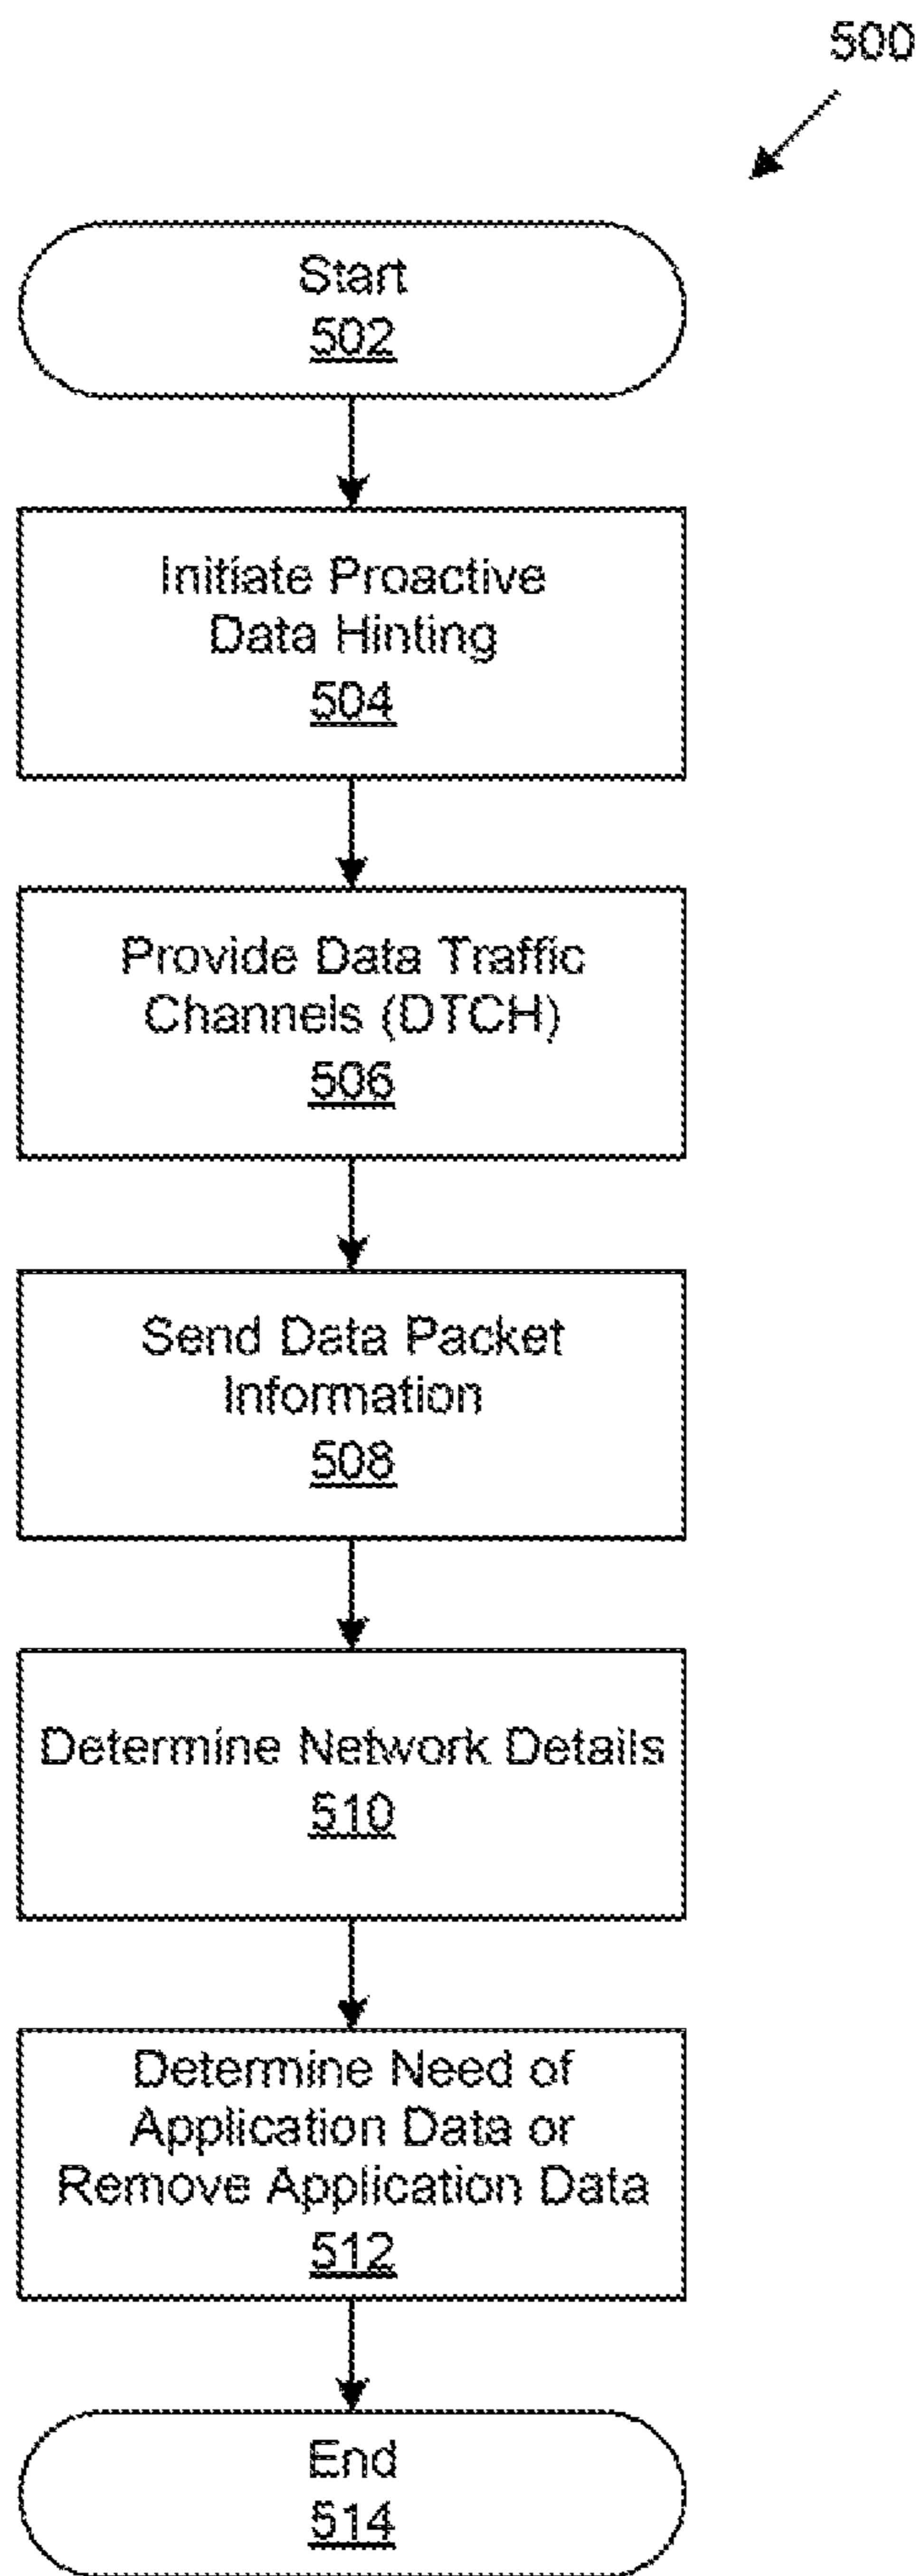 500
Start
502
Initiate Proactive
Data Hinting
504
Provide Data Traffic
Channels (DTCH)
506
Send Data Packet
Information
508
Determine Network Details
510
Determine Need of
Application Data or
Remove Application Data
512
End
514